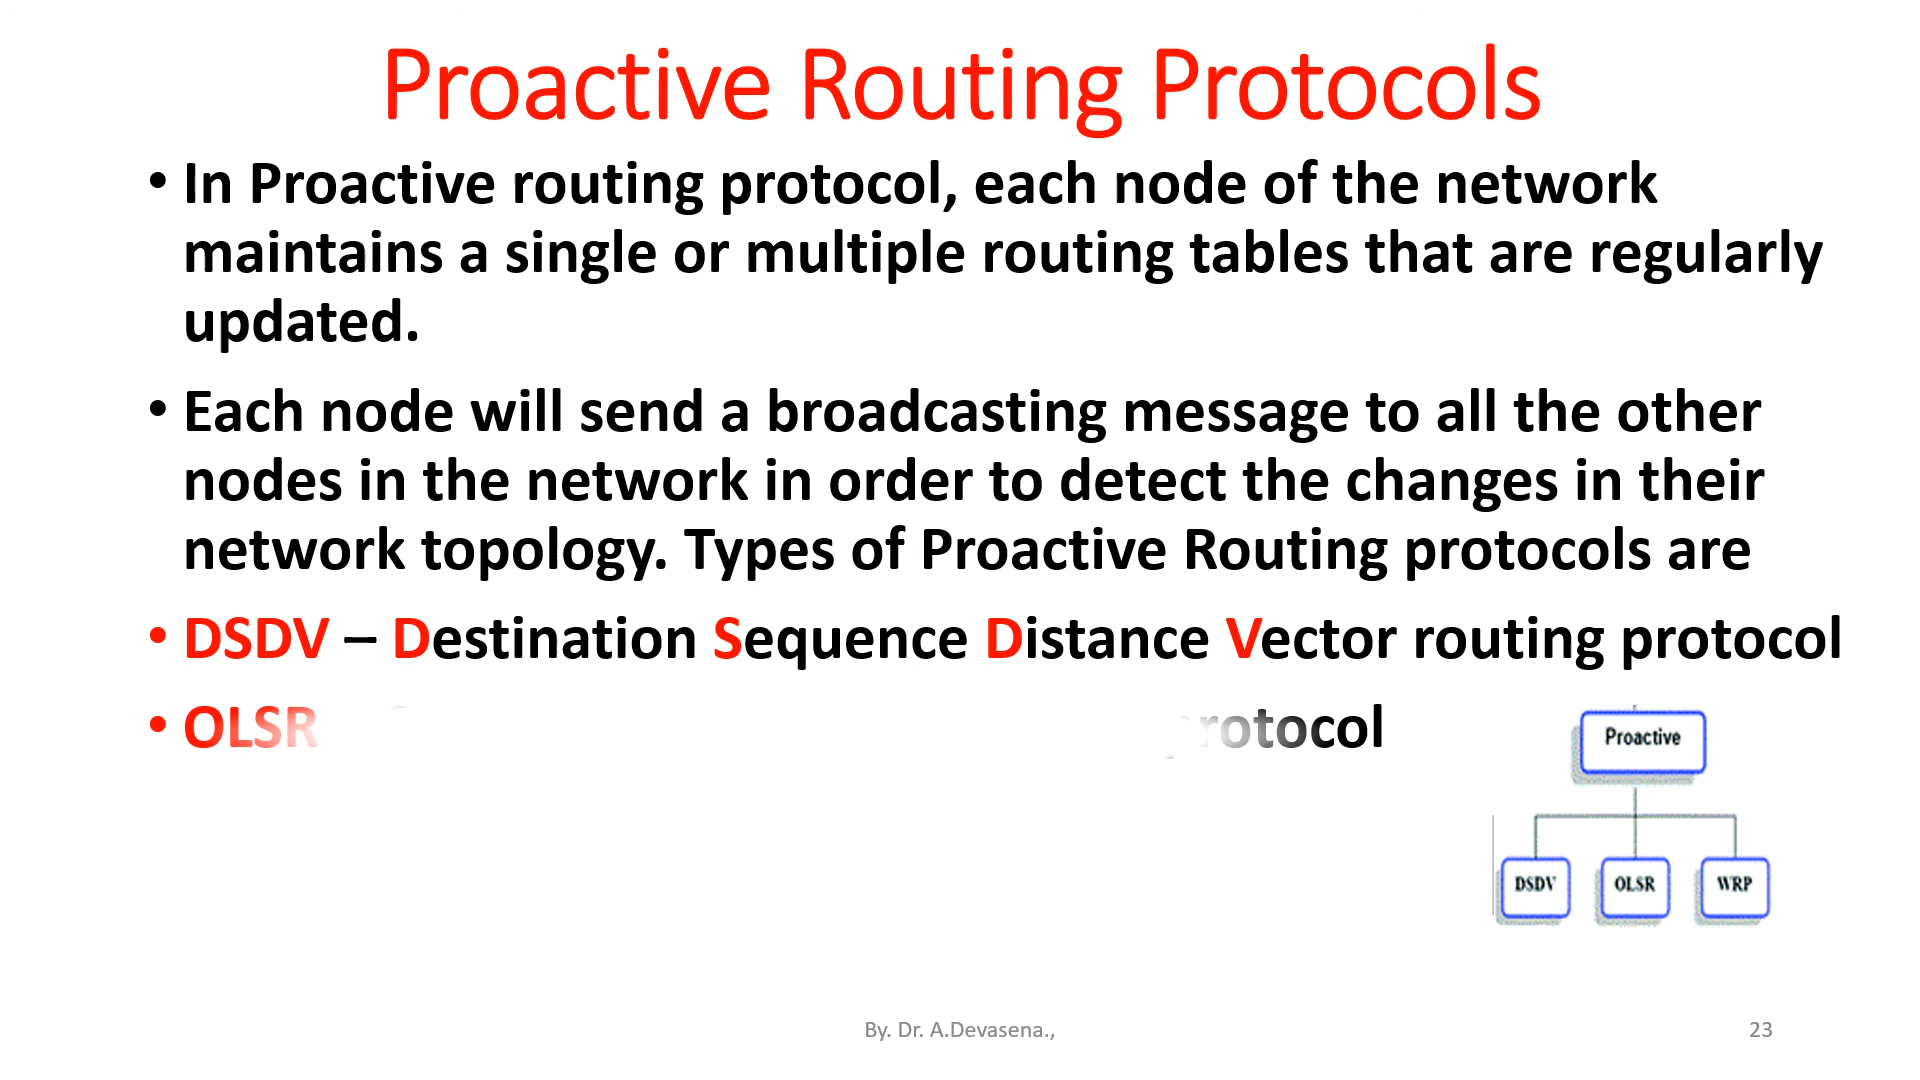 Proactive Routing Protocols
• In Proactive routing protocol, each node of the network
maintains a single or multiple routing tables that are regularly
updated.
• Each node will send a broadcasting message to all the other
nodes in the network in order to detect the changes in their
network topology. Types of Proactive Routing protocols are
• DSDV – Destination Sequence Distance Vector routing protocol
• OLSR protocol
Proactive
DSDV OLSR WRP
By. Dr. A.Devasena., 23